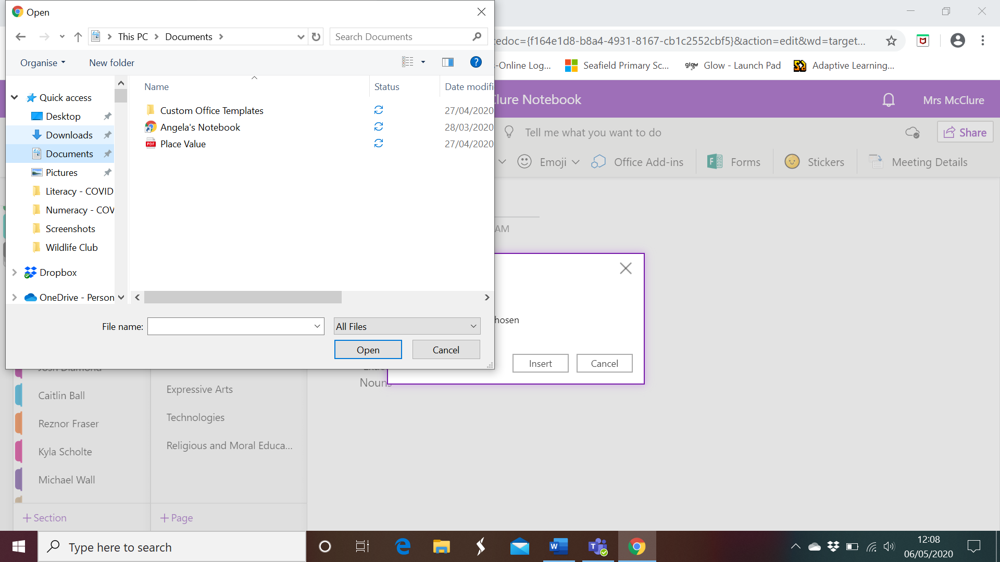 Open
This PC > Documents >
Search Documents
Organise
New folder
Name
Status
Date modifi
Quick access
Desktop
Downloads
Documents
Pictures
Literacy - COVID
Numeracy - COV
Screenshots
Wildlife Club
Dropbox
OneDrive - Person
Custom Office Templates
27/04/2020
Angela's Notebook
28/03/2020
PDF
Place Value
27/04/2020
File name:
All Files
Open
Cancel
edoc={f164e1d8-b8a4-4931-8167-cb1c2552cbf5}&action=edit&wd=target...
-Online Log...
Seafield Primary Sc...
glow
Glow - Launch Pad
Adaptive Learning...
lure Notebook
Mrs McClure
Tell me what you want to do
Share
Emoji
Office Add-ins
Forms
Stickers
Meeting Details
AM
hosen
Insert
Cancel
Nouns
Josh Diamond
Caitlin Ball
Reznor Fraser
Kyla Scholte
Michael Wall
+ Section
Expressive Arts
Technologies
Religious and Moral Educa...
+ Page
Type here to search
12:08
06/05/2020